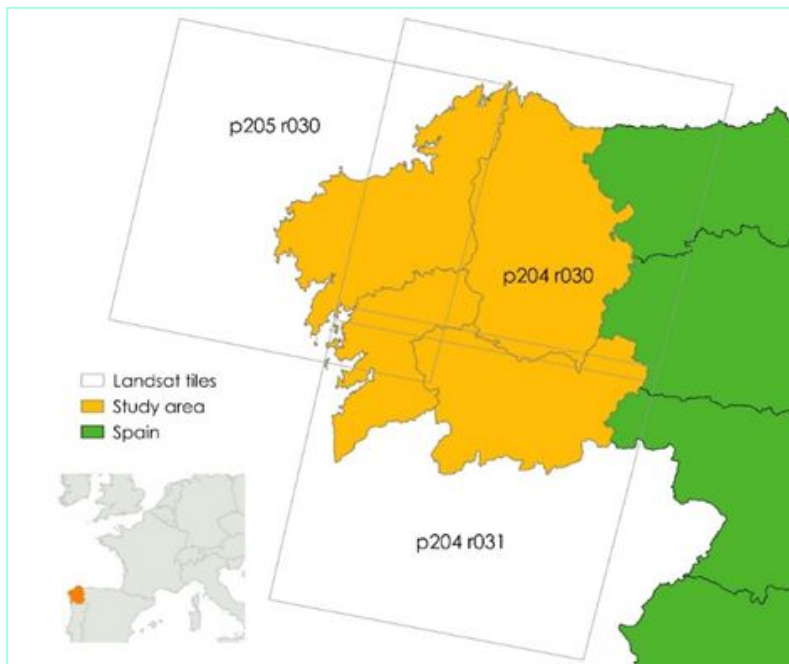 p205 r030
p204 r030
Landsat tiles
Study area
Spain
p204 r031